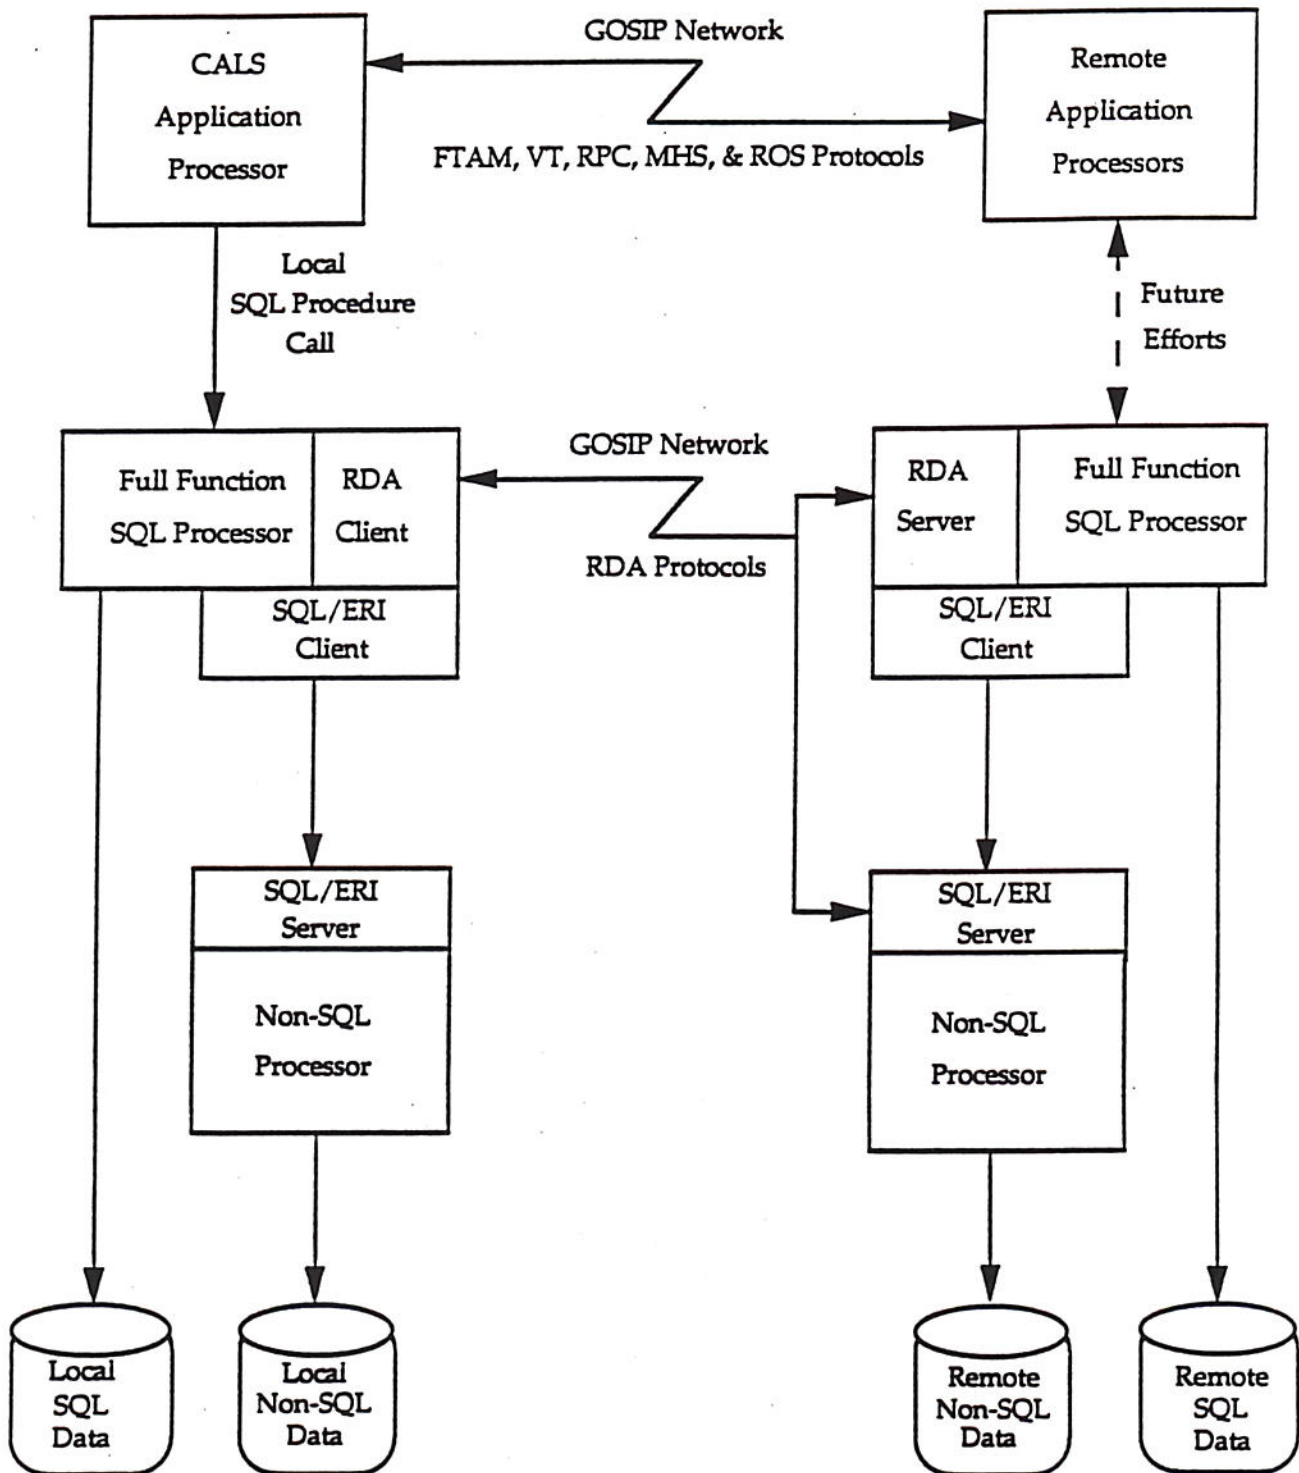 GOSIP Network
CALS
Application
Processor
Remote
Application
Processors
FTAM, VT, RPC, MHS, & ROS Protocols
Local
SQL Procedure
Call
Future
Efforts
GOSIP Network
Full Function
SQL Processor
RDA
Client
RDA
Server
Full Function
SQL Processor
RDA Protocols
SQL/ERI
Client
SQL/ERI
Client
SQL/ERI
Server
SQL/ERI
Server
Non-SQL
Processor
Non-SQL
Processor
Local
SQL
Data
Local
Non-SQL
Data
Remote
Non-SQL
Data
Remote
SQL
Data